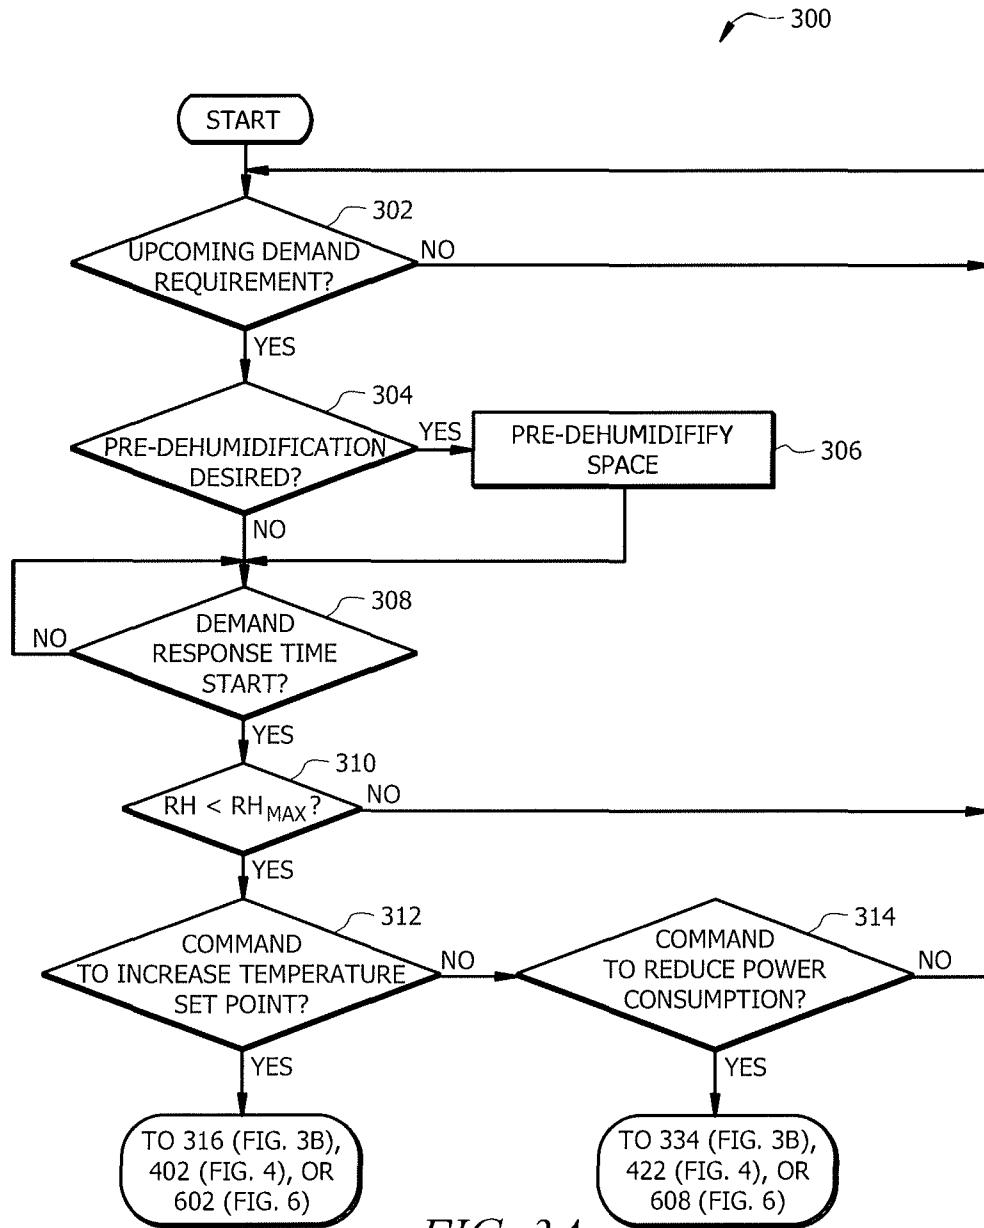 300
START
302
UPCOMING DEMAND
REQUIREMENT?
NO
YES
304
PRE-DEHUMIDIFICATION
DESIRED?
YES
PRE-DEHUMIDIFIFY
SPACE
306
NO
308
DEMAND
RESPONSE TIME
START?
NO
YES
310
RH < RHMAX?
NO
YES
312
COMMAND
TO INCREASE TEMPERATURE
SET POINT?
NO
314
COMMAND
TO REDUCE POWER
CONSUMPTION?
NO
YES
YES
TO 316 (FIG. 3B),
402 (FIG. 4), OR
602 (FIG. 6)
TO 334 (FIG. 3B),
422 (FIG. 4), OR
608 (FIG. 6)
FIG. 3A